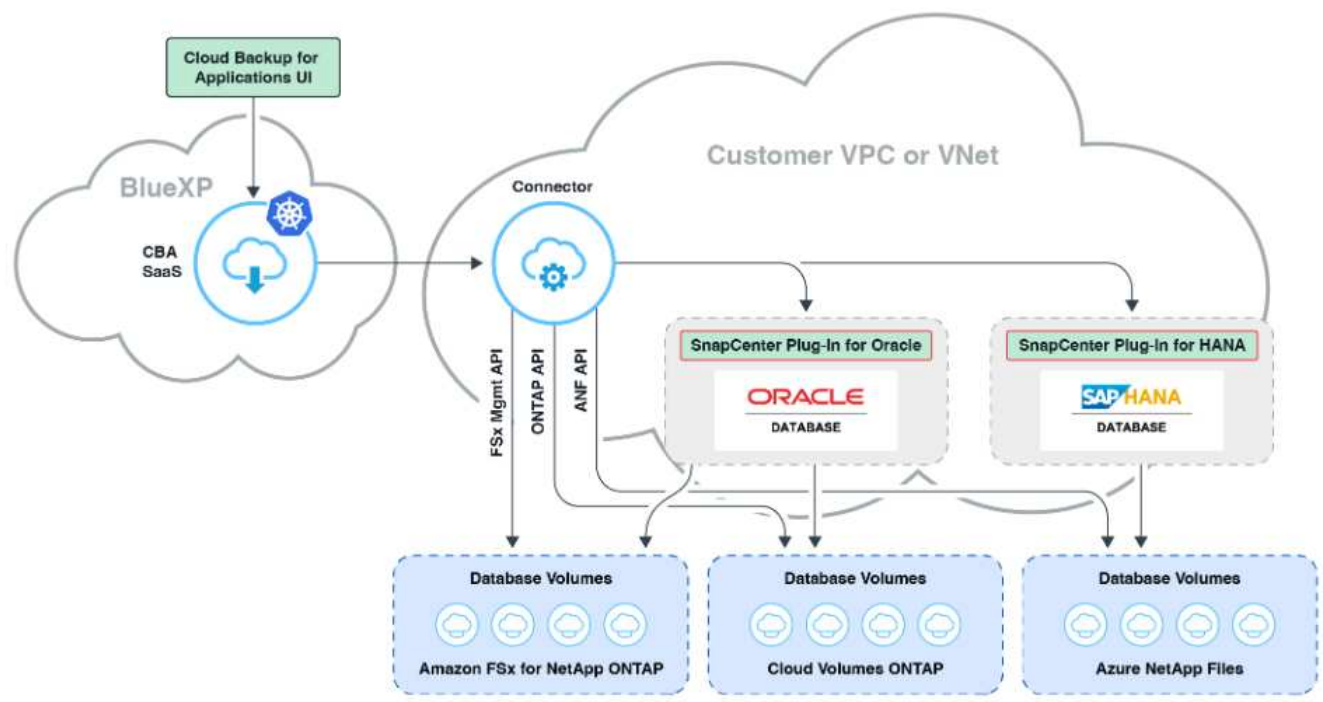 Cloud Backup for
Applications UI
BlueXP
CBA
SaaS
Customer VPC or VNet
Connector
FSx Mgmt API
ONTAP API
ANF API
SnapCenter Plug-In for Oracle
ORACLE
DATABASE
SnapCenter Plug-In for HANA
SAP HANA
DATABASE
Database Volumes
Amazon FSx for NetApp ONTAP
Database Volumes
Cloud Volumes ONTAP
Database Volumes
Azure NetApp Files